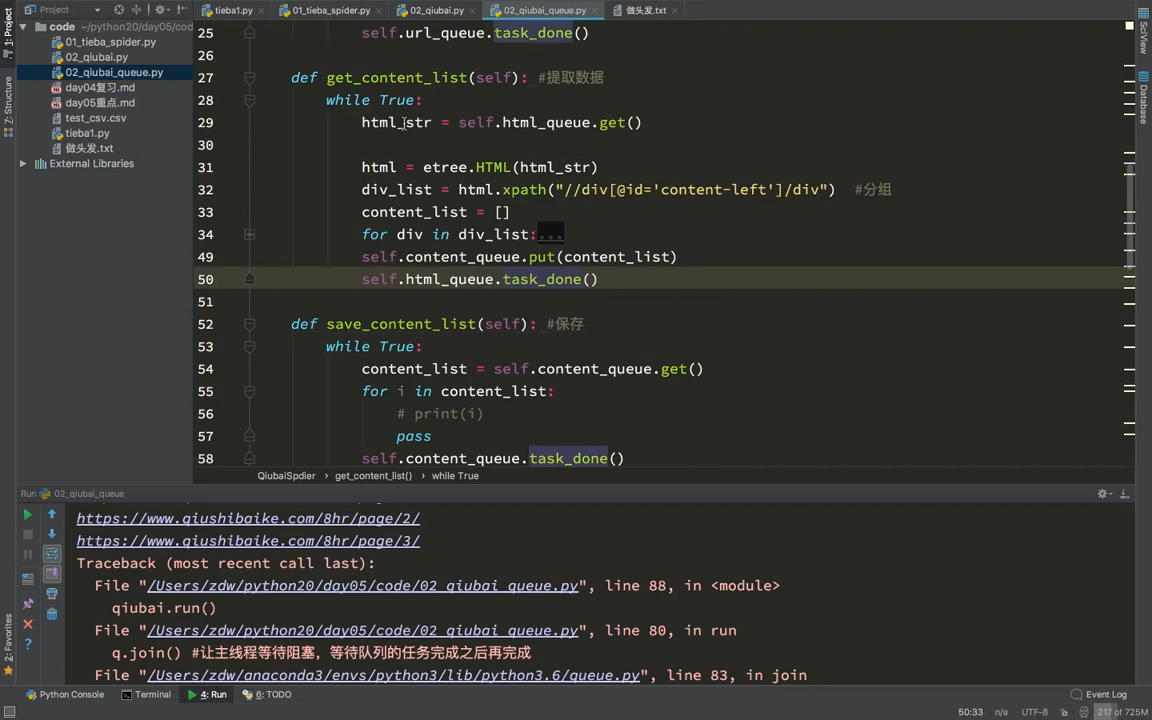 Project
tieba1.py
01_tieba_spider.py
02_qiubai.py
02_qiubai_queue.py
做头发.txt
1: Project
Z: Structure
2: Favorites
SciView
Database
code ~/python20/day05/cod
01_tieba_spider.py
02_qiubai.py
02_qiubai_queue.py
day04复习.md
day05重点.md
test_csv.csv
tieba1.py
做头发.txt
External Libraries
25 self.url_queue.task_done()
26
27 def get_content_list(self): #提取数据
28 while True:
29 html_str = self.html_queue.get()
30
31 html = etree.HTML(html_str)
32 div_list = html.xpath("//div[@id='content-left']/div") #分组
33 content_list = []
34 for div in div_list:...
49 self.content_queue.put(content_list)
50 self.html_queue.task_done()
51
52 def save_content_list(self): #保存
53 while True:
54 content_list = self.content_queue.get()
55 for i in content_list:
56 # print(i)
57 pass
58 self.content_queue.task_done()
QiubaiSpdier › get_content_list() › while True
Run 02_qiubai_queue
https://www.qiushibaike.com/8hr/page/2/
https://www.qiushibaike.com/8hr/page/3/
Traceback (most recent call last):
File "/Users/zdw/python20/day05/code/02_qiubai_queue.py", line 88, in <module>
qiubai.run()
File "/Users/zdw/python20/day05/code/02_qiubai_queue.py", line 80, in run
q.join() #让主线程等待阻塞，等待队列的任务完成之后再完成
File "/Users/zdw/anaconda3/envs/python3/lib/python3.6/queue.py", line 83, in join
Python Console
Terminal
4: Run
6: TODO
Event Log
50:33 n/a UTF-8 217 of 725M